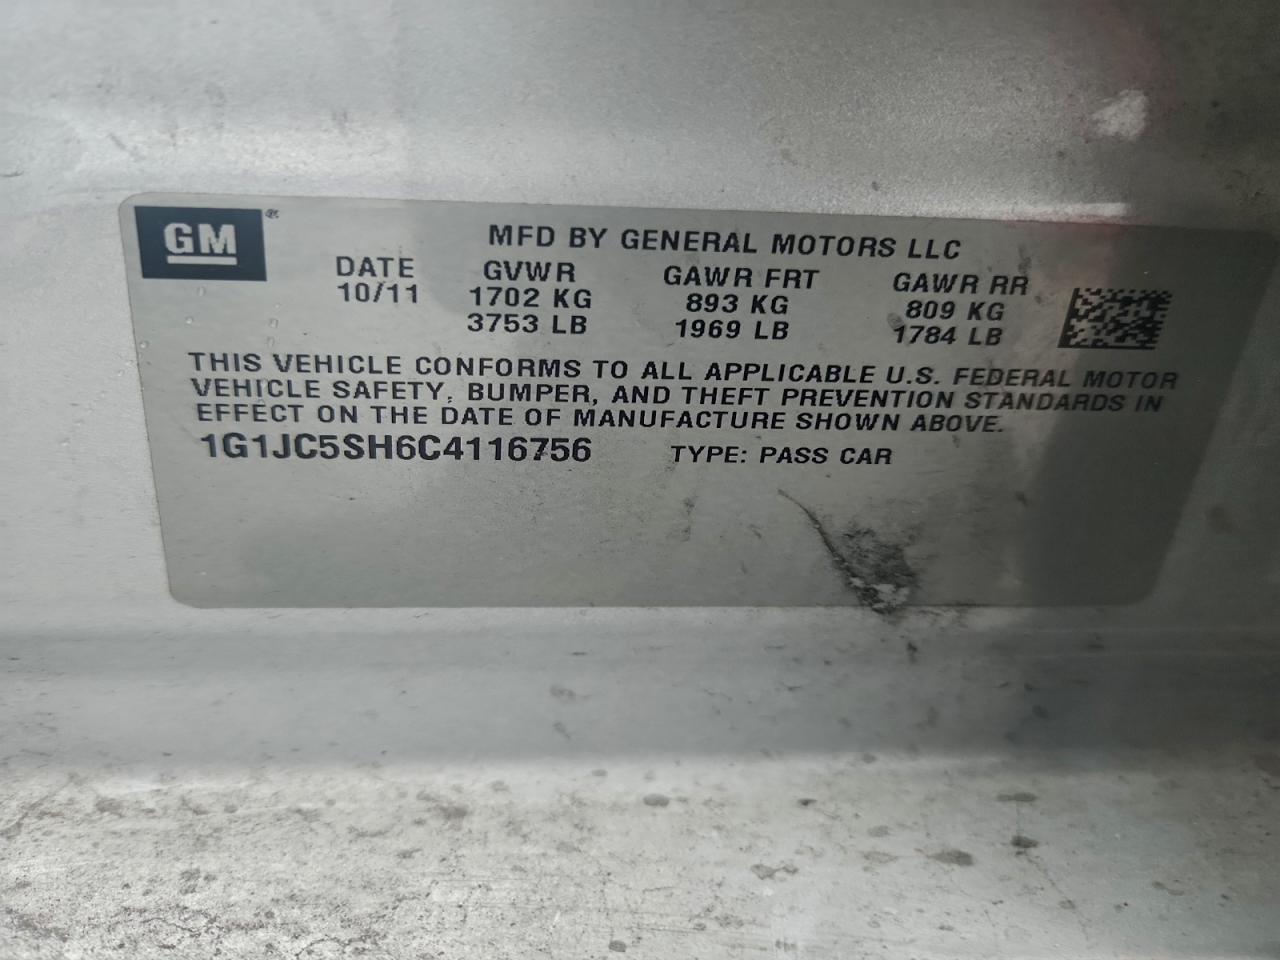 GM ®
MFD BY GENERAL MOTORS LLC
DATE GVWR GAWR FRT GAWR RR
10/11 1702 KG 893 KG 809 KG
3753 LB 1969 LB 1784 LB
THIS VEHICLE CONFORMS TO ALL APPLICABLE U.S. FEDERAL MOTOR
VEHICLE SAFETY, BUMPER, AND THEFT PREVENTION STANDARDS IN
EFFECT ON THE DATE OF MANUFACTURE SHOWN ABOVE.
1G1JC5SH6C4116756 TYPE: PASS CAR